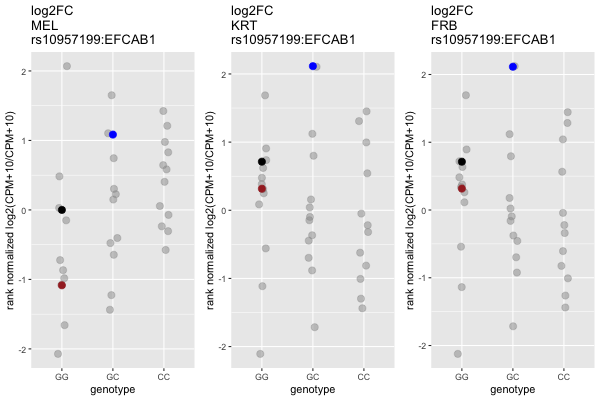 log2FC
MEL
rs10957199:EFCAB1
rank normalized log2(CPM+10/CPM+10)
2
1
0
-1
-2
GG
GC
CC
genotype
log2FC
KRT
rs10957199:EFCAB1
rank normalized log2(CPM+10/CPM+10)
2
1
0
-1
-2
GG
GC
CC
genotype
log2FC
FRB
rs10957199:EFCAB1
rank normalized log2(CPM+10/CPM+10)
2
1
0
-1
-2
GG
GC
CC
genotype